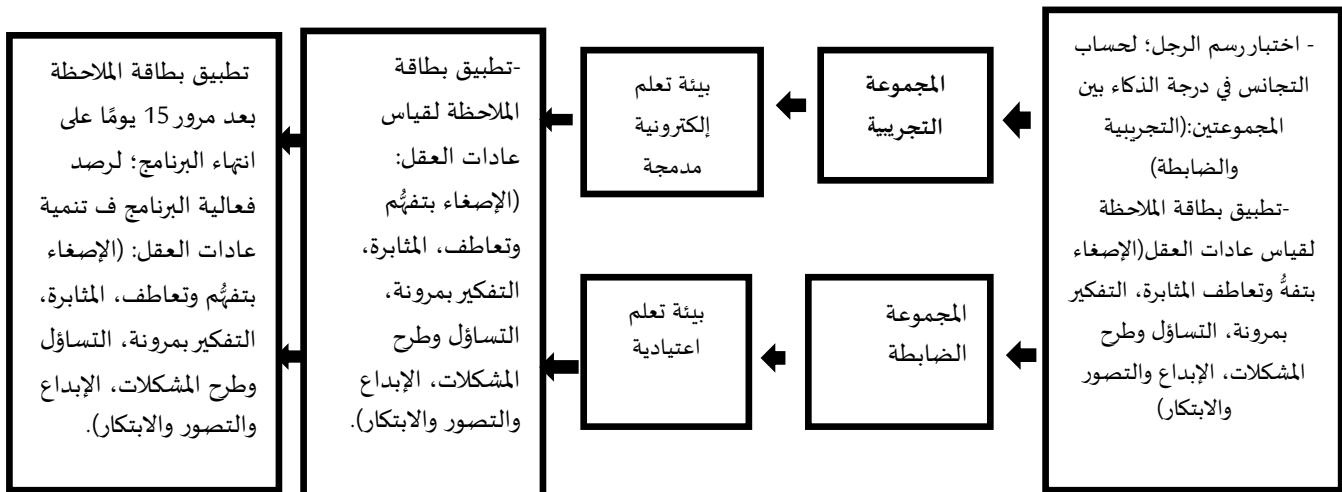 - اختبار رسم الرجل؛ لحساب
التجانس في درجة الذكاء بين
المجموعتين:(التجريبية
والضابطة)
-تطبيق بطاقة الملاحظة
لقياس عادات العقل(الإصغاء
بتفهُّ وتعاطف المثابرة، التفكير
بمرونة، التساؤل وطرح
المشكلات، الإبداع والتصور
والابتكار)
المجموعة
التجريبية
بيئة تعلم
إلكترونية
مدمجة
المجموعة
الضابطة
بيئة تعلم
اعتيادية
-تطبيق بطاقة
الملاحظة لقياس
عادات العقل:
(الإصغاء بتفهُّم
وتعاطف، المثابرة،
التفكير بمرونة،
التساؤل وطرح
المشكلات، الإبداع
والتصور والابتكار).
تطبيق بطاقة الملاحظة
بعد مرور 15 يومًا على
انتهاء البرنامج؛ لرصد
فعالية البرنامج ف تنمية
عادات العقل: (الإصغاء
بتفهُّم وتعاطف، المثابرة،
التفكير بمرونة، التساؤل
وطرح المشكلات، الإبداع
والتصور والابتكار).